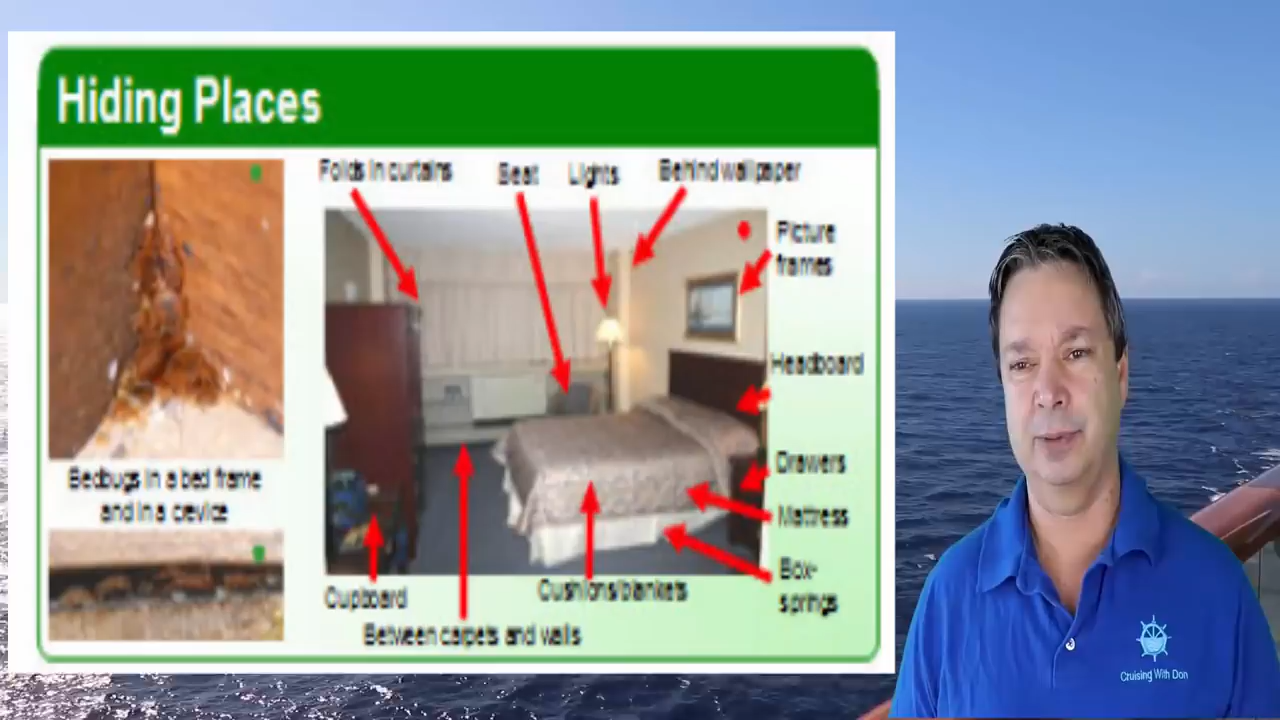 Hiding Places
Folds in curtains
Seat
Lights
Behind wallpaper
Picture
frames
Headboard
Drawers
Mattress
Box-
springs
Cushions/blankets
Cupboard
Between carpets and walls
Bedbugs in a bed frame
and in a crevice
Cruising With Don